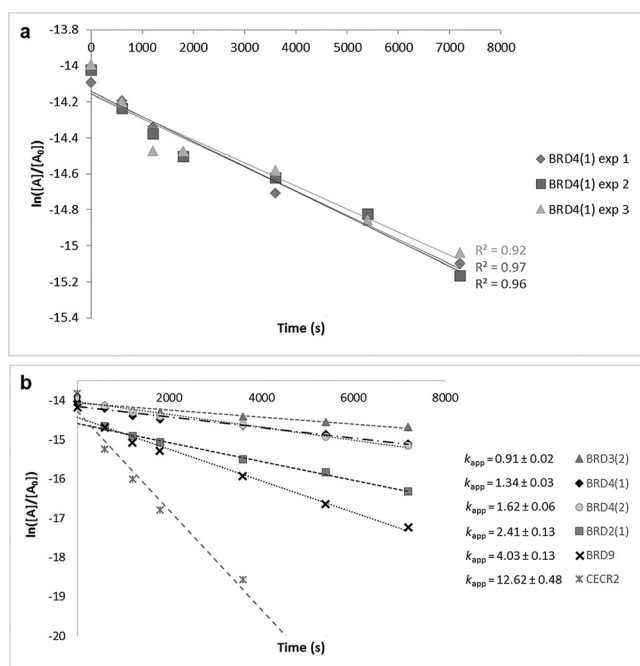 a
-13.8
0 1000 2000 3000 4000 5000 6000 7000 8000
-14
-14.2
-14.4
-14.6
-14.8
-15
-15.2
-15.4
ln([A]/[A₀])
Time (s)
BRD4(1) exp 1
BRD4(1) exp 2
BRD4(1) exp 3
R² = 0.92
R² = 0.97
R² = 0.96
b
0 2000 4000 6000 8000
-14
-15
-16
-17
-18
-19
-20
ln([A]/[A₀])
Time (s)
kapp = 0.91 ± 0.02 BRD3(2)
kapp = 1.34 ± 0.03 BRD4(1)
kapp = 1.62 ± 0.06 BRD4(2)
kapp = 2.41 ± 0.13 BRD2(1)
kapp = 4.03 ± 0.13 BRD9
kapp = 12.62 ± 0.48 CECR2